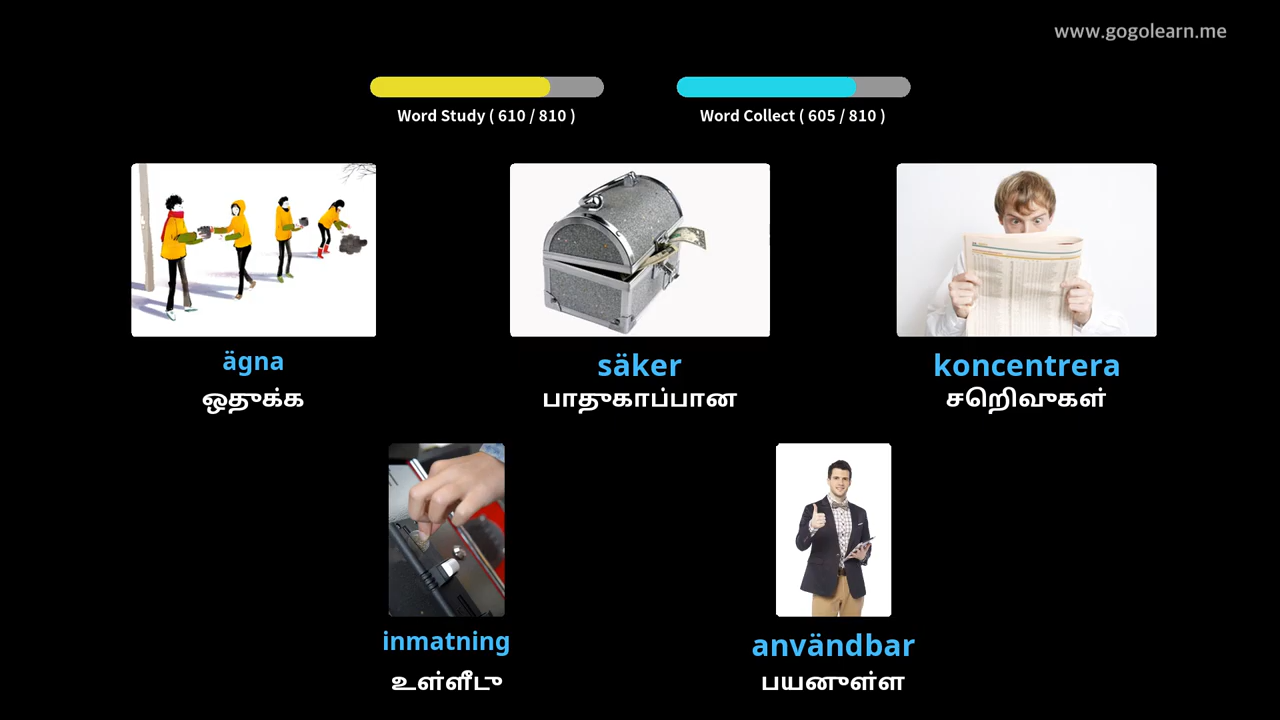 www.gogolearn.me
Word Study ( 610 / 810 )
Word Collect ( 605 / 810 )
ägna
ஒதுக்க
säker
பாதுகாப்பான
koncentrera
சறெிவுகள்
inmatning
உள்ளீடு
användbar
பயனுள்ள